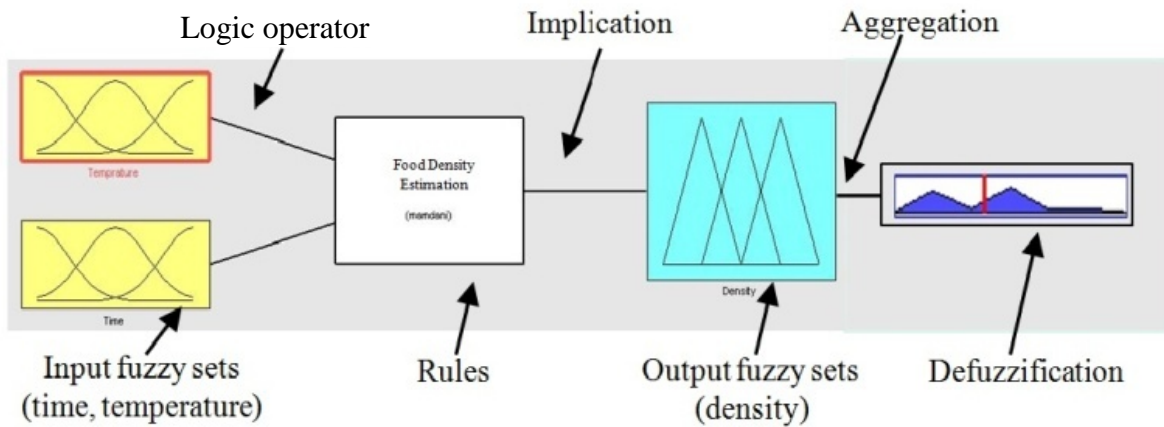 Logic operator
Implication
Aggregation
Temprature
Food Density
Estimation
(mamdani)
Time
Density
Input fuzzy sets
(time, temperature)
Rules
Output fuzzy sets
(density)
Defuzzification